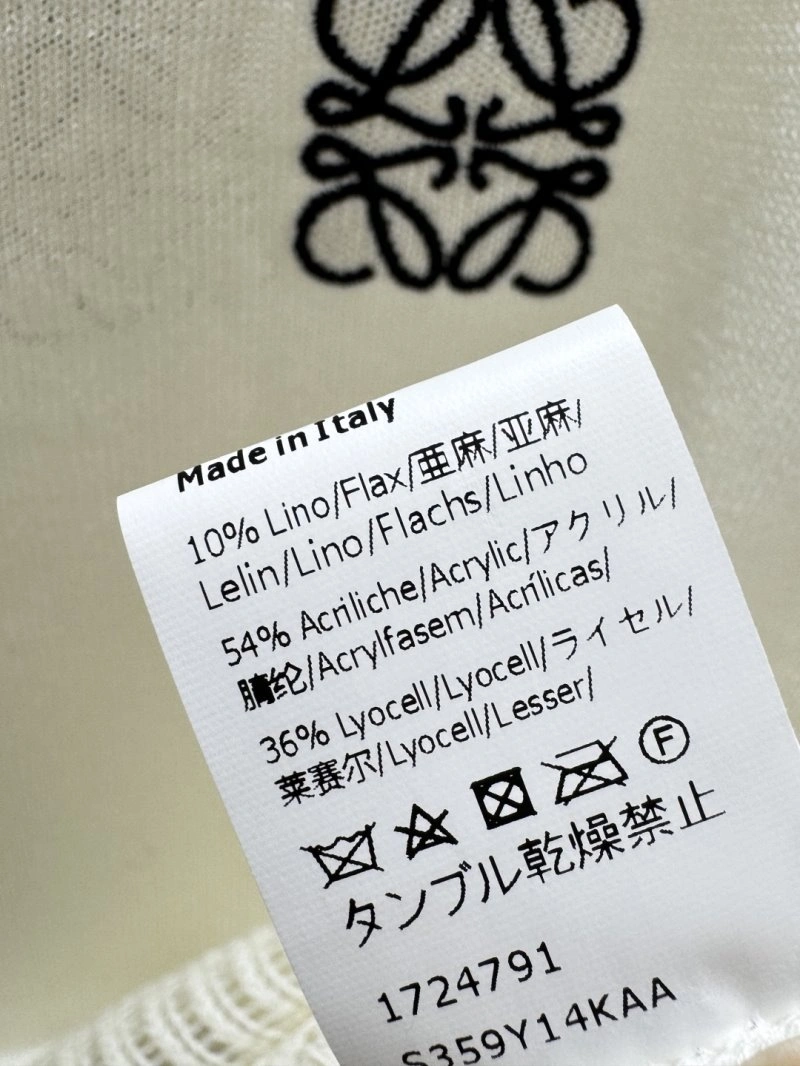 Made in Italy
10% Lino/Flax/亜麻/亚麻/
Lelin/Lino/Flachs/Linho
54% Acriliche/Acrylic/アクリル/
腈纶/Acrylfasem/Acrílicas/
36% Lyocell/Lyocell/ライセル/
莱赛尔/Lyocell/Lesser/
F
タンブル乾燥禁止
1724791
S359Y14KAA